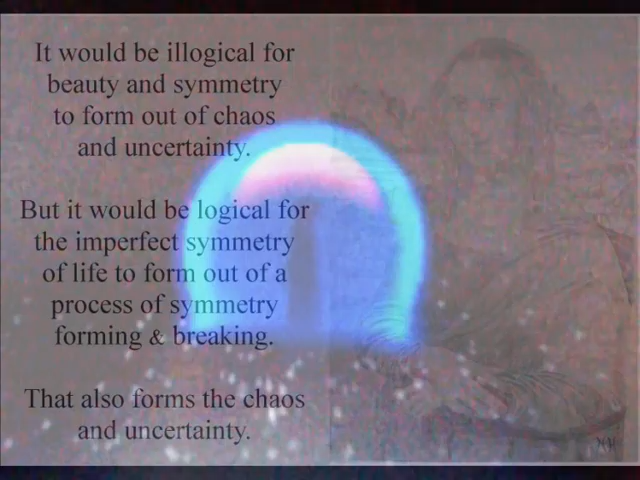 It would be illogical for
beauty and symmetry
to form out of chaos
and uncertainty.
But it would be logical for
the imperfect symmetry
of life to form out of a
process of symmetry
forming & breaking.
That also forms the chaos
and uncertainty.